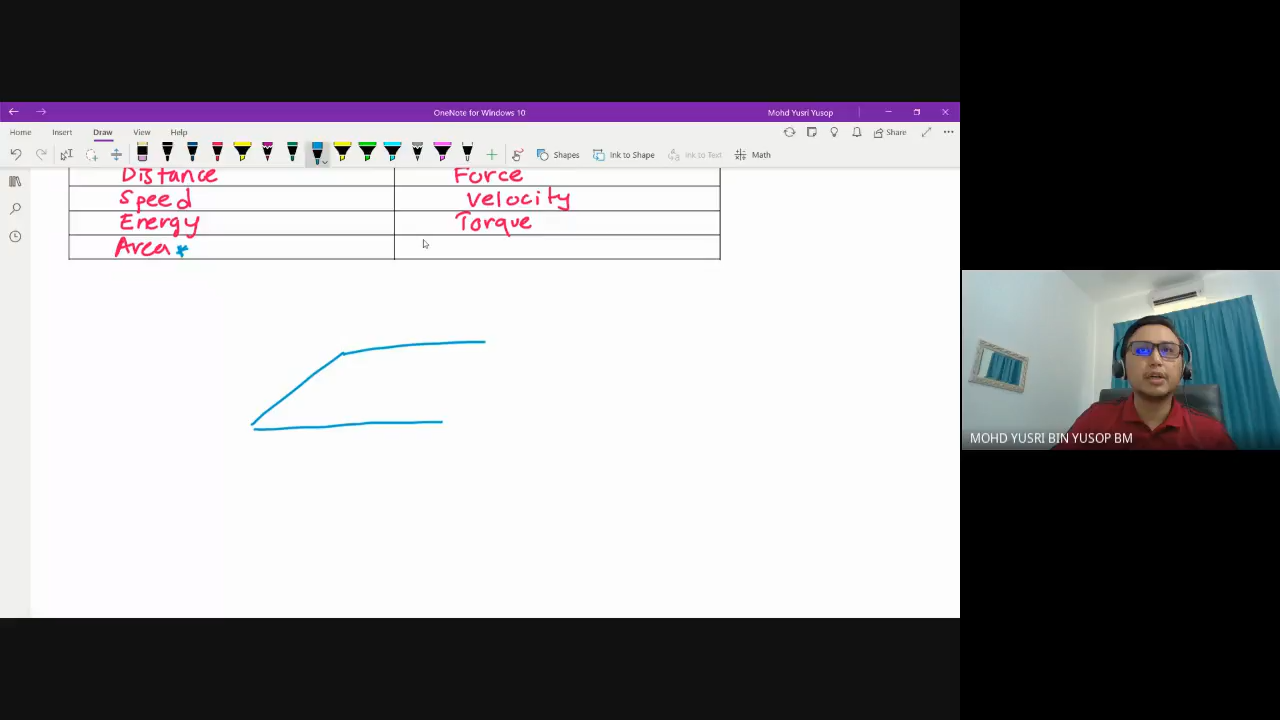 OneNote for Windows 10
Mohd Yusri Yusop
Home Insert Draw View Help
Share
Shapes Ink to Shape Ink to Text Math
Distance Force
Speed Velocity
Energy Torque
Area *
MOHD YUSRI BIN YUSOP BM